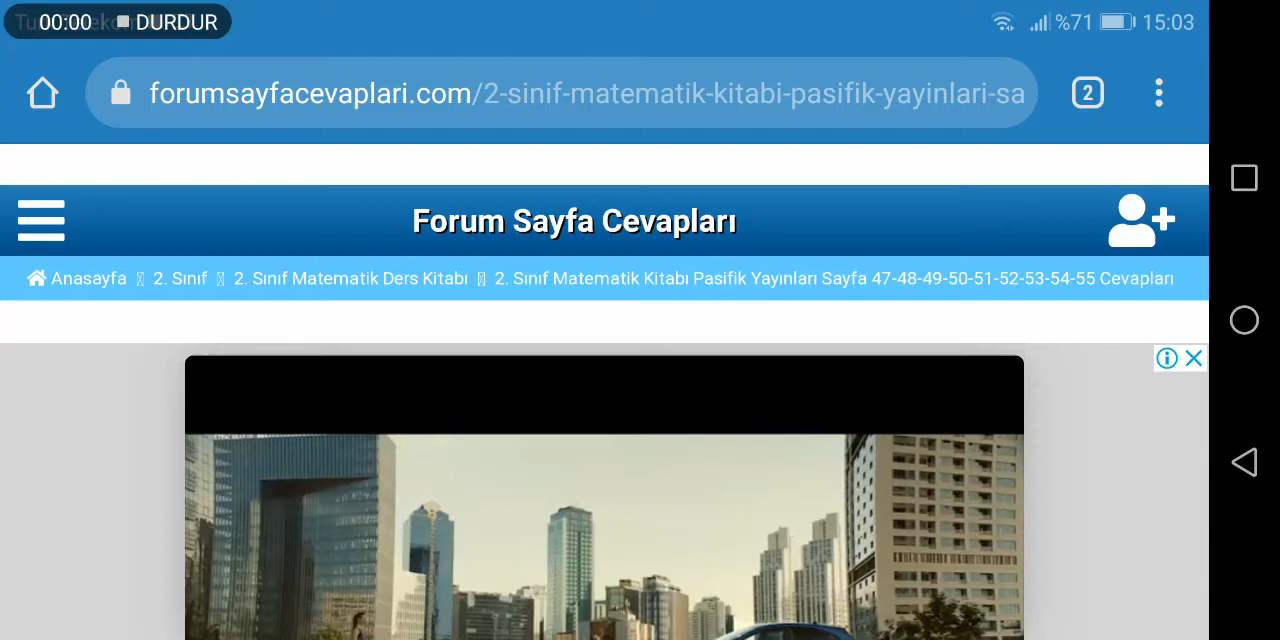 00:00 DURDUR
%71 15:03
forumsayfacevaplari.com/2-sinif-matematik-kitabi-pasifik-yayinlari-sa
2
Forum Sayfa Cevapları
Anasayfa 2. Sınıf 2. Sınıf Matematik Ders Kitabı 2. Sınıf Matematik Kitabı Pasifik Yayınları Sayfa 47-48-49-50-51-52-53-54-55 Cevapları